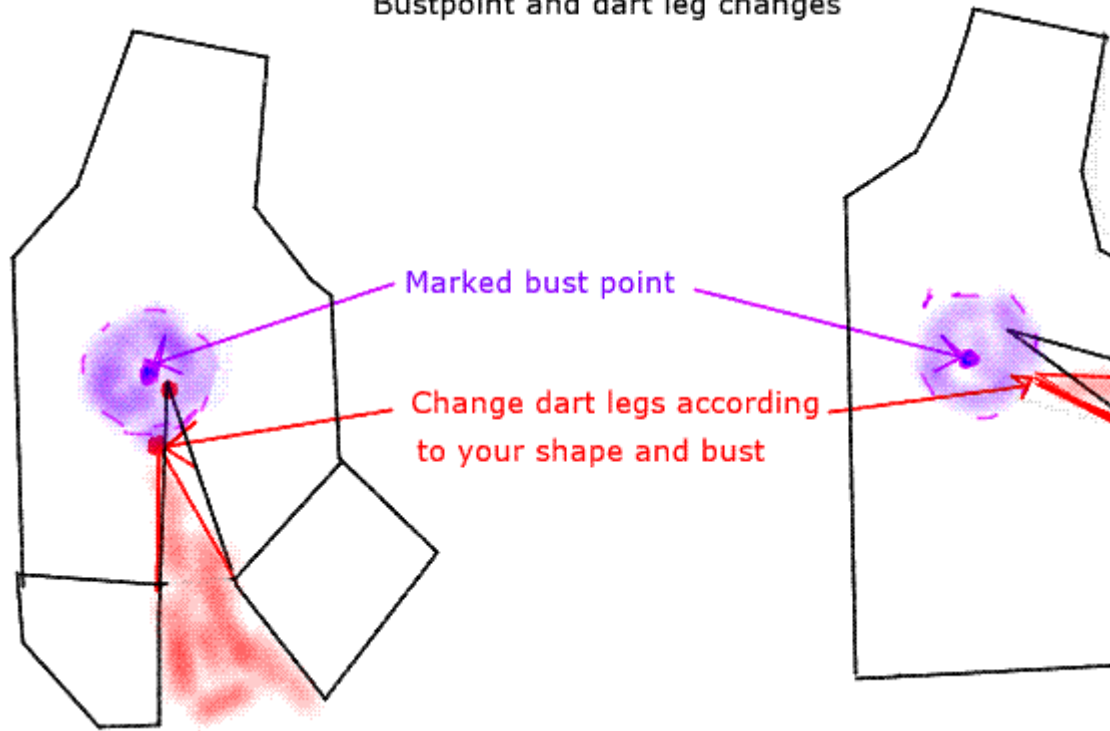 Bustpoint and dart leg changes
Marked bust point
Change dart legs according
to your shape and bust